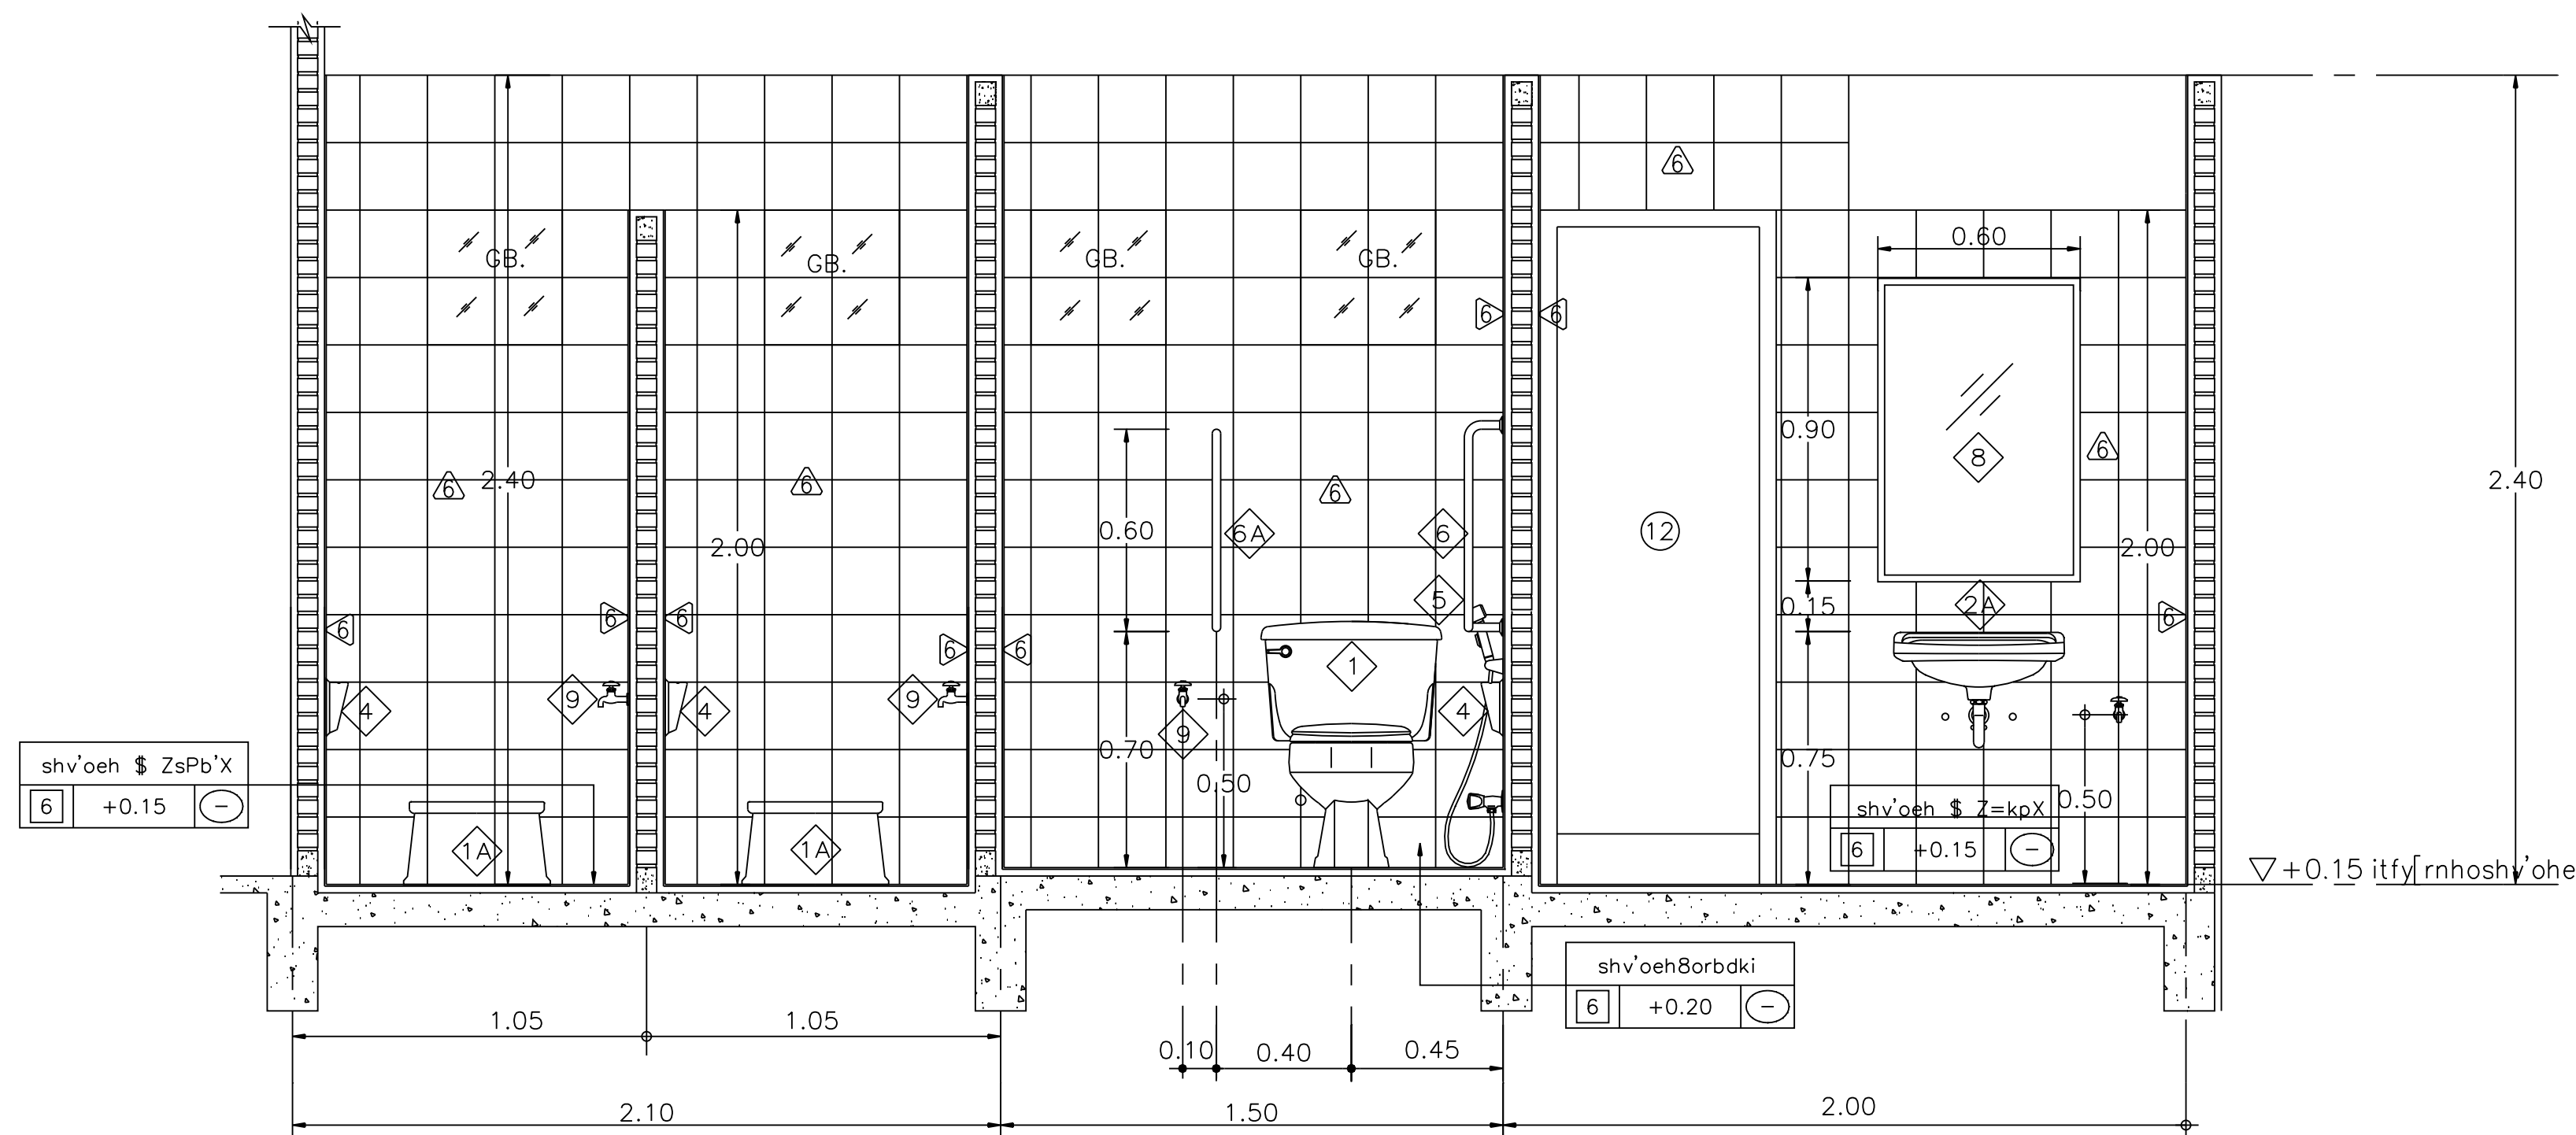 0.60
GB.
GB.
GB.
GB.
6
6
6
2.40
2.00
0.60
0.90
8
6
6
6
6
2.40
6A
6
12
2.00
5
0.15
2A
6
6
6
6
6
6
1
4
9
4
9
4
9
0.70
0.50
0.75
0.50
shv'oeh $ ZsPb'X
6 +0.15 –
shv'oeh $ Z=kpX
6 +0.15 –
1A
1A
+0.15 itfy[rnhoshv'ohe
shv'oeh8orbdki
6 +0.20 –
1.05
1.05
0.10
0.40
0.45
2.10
1.50
2.00